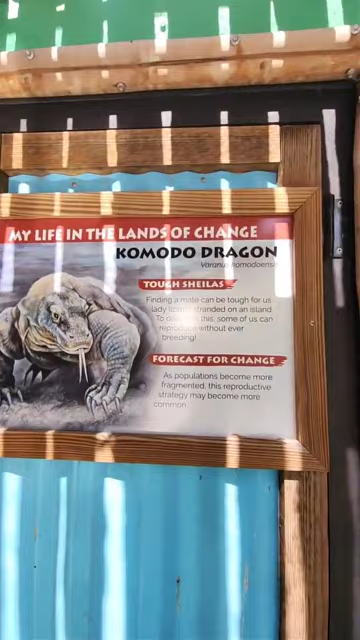 MY LIFE IN THE LANDS OF CHANGE
KOMODO DRAGON
Varanus komodoensis
TOUGH SHEILAS
Finding a mate can be tough for us
lady stranded on an island
To this, some of us can
reproduce without ever
breeding!
FORECAST FOR CHANGE
As populations become more
fragmented, this reproductive
strategy may become more
common